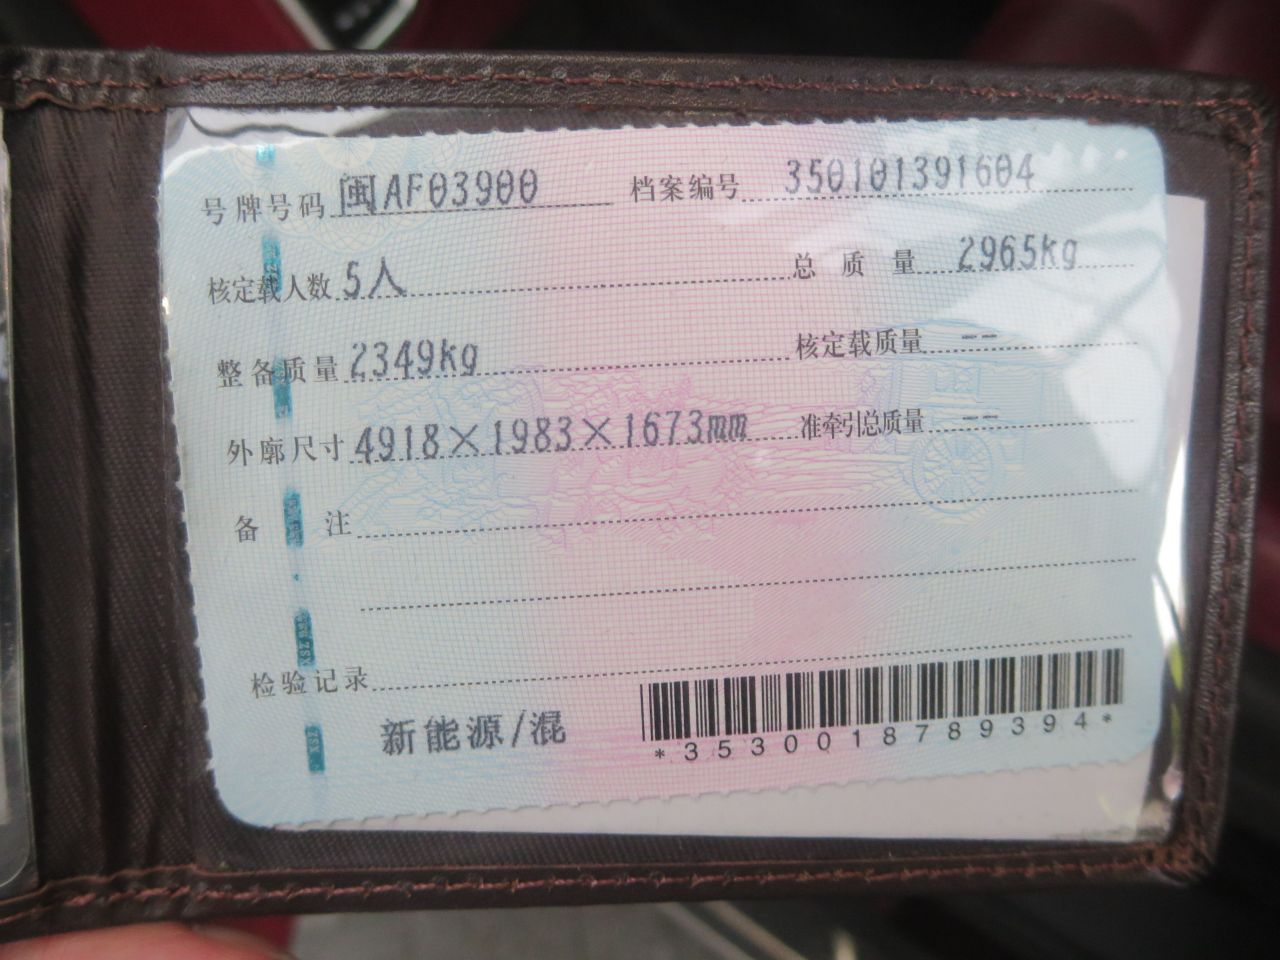 号牌号码 闽AF03900 档案编号 350101391604
核定载人数 5人 总质量 2965kg
整备质量 2349kg 核定载质量 --
外廓尺寸 4918×1983×1673mm 准牵引总质量 --
备注
检验记录
新能源/混
*3530018789394*